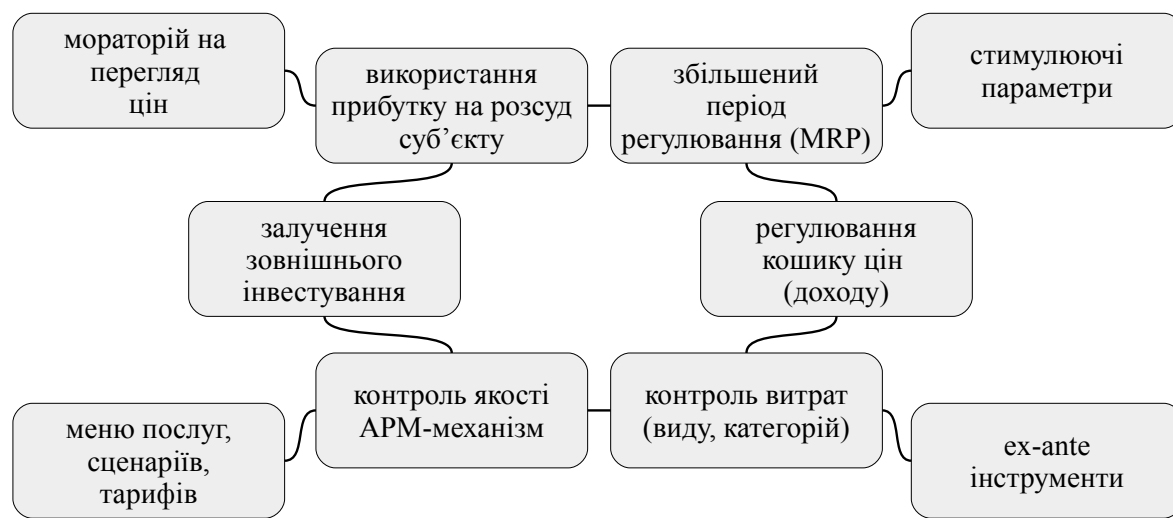 мораторій на
перегляд
цін
використання
прибутку на розсуд
суб’єкту
збільшений
період
регулювання (MRP)
стимулюючі
параметри
залучення
зовнішнього
інвестування
регулювання
кошику цін
(доходу)
меню послуг,
сценаріїв,
тарифів
контроль якості
АРМ-механізм
контроль витрат
(виду, категорій)
ex-ante
інструменти